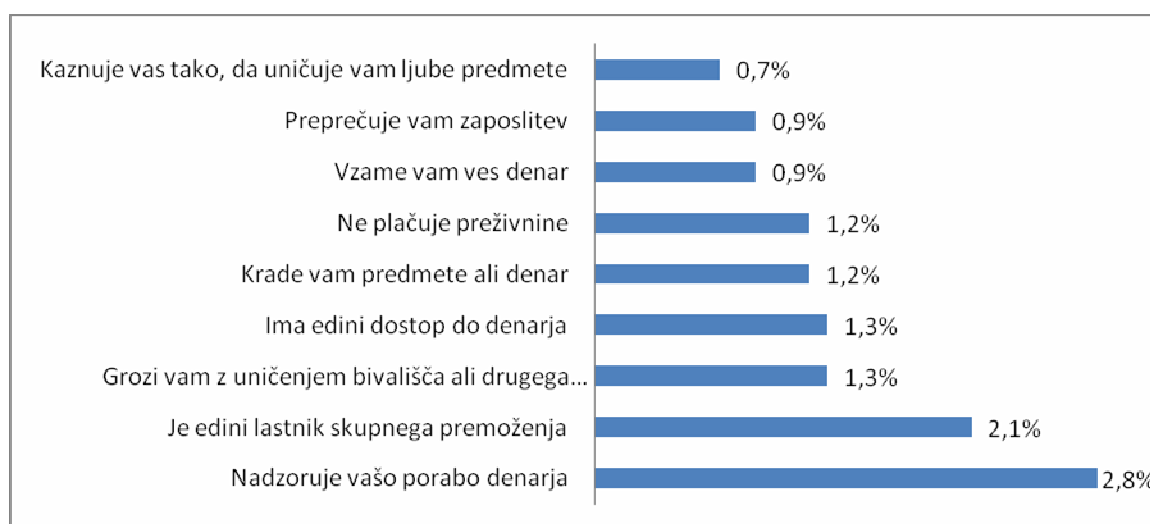 Kaznuje vas tako, da uničuje vam ljube predmete 0,7%
Preprečuje vam zaposlitev 0,9%
Vzame vam ves denar 0,9%
Ne plačuje preživnine 1,2%
Krade vam predmete ali denar 1,2%
Ima edini dostop do denarja 1,3%
Grozi vam z uničenjem bivališča ali drugega... 1,3%
Je edini lastnik skupnega premoženja 2,1%
Nadzoruje vašo porabo denarja 2,8%